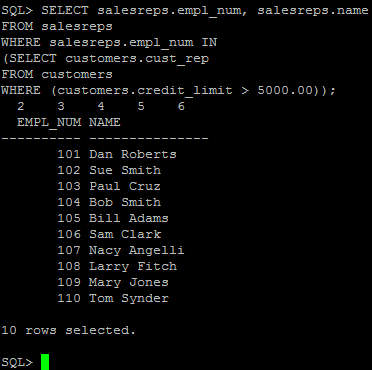 SQL> SELECT salesreps.empl_num, salesreps.name
FROM salesreps
WHERE salesreps.empl_num IN
(SELECT customers.cust_rep
FROM customers
WHERE (customers.credit_limit > 5000.00));
  2    3    4    5    6
  EMPL_NUM NAME
---------- ---------------
       101 Dan Roberts
       102 Sue Smith
       103 Paul Cruz
       104 Bob Smith
       105 Bill Adams
       106 Sam Clark
       107 Nacy Angelli
       108 Larry Fitch
       109 Mary Jones
       110 Tom Synder
10 rows selected.
SQL>